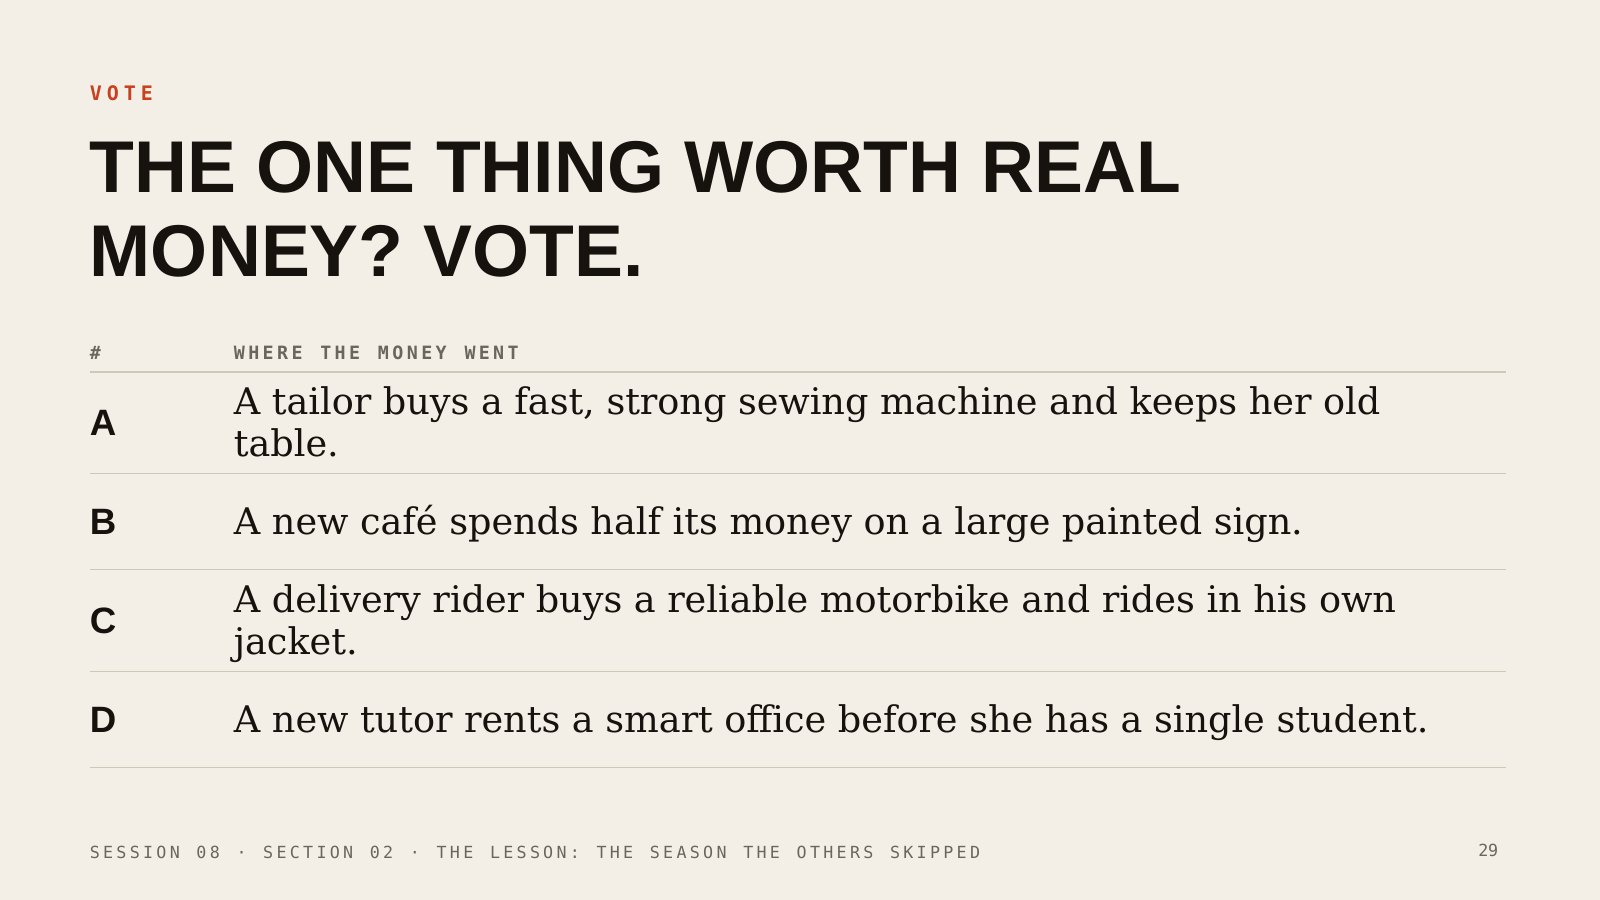 VOTE
THE ONE THING WORTH REAL
MONEY? VOTE.
# WHERE THE MONEY WENT
A A tailor buys a fast, strong sewing machine and keeps her old
table.
B A new café spends half its money on a large painted sign.
C A delivery rider buys a reliable motorbike and rides in his own
jacket.
D A new tutor rents a smart office before she has a single student.
SESSION 08 · SECTION 02 · THE LESSON: THE SEASON THE OTHERS SKIPPED 29